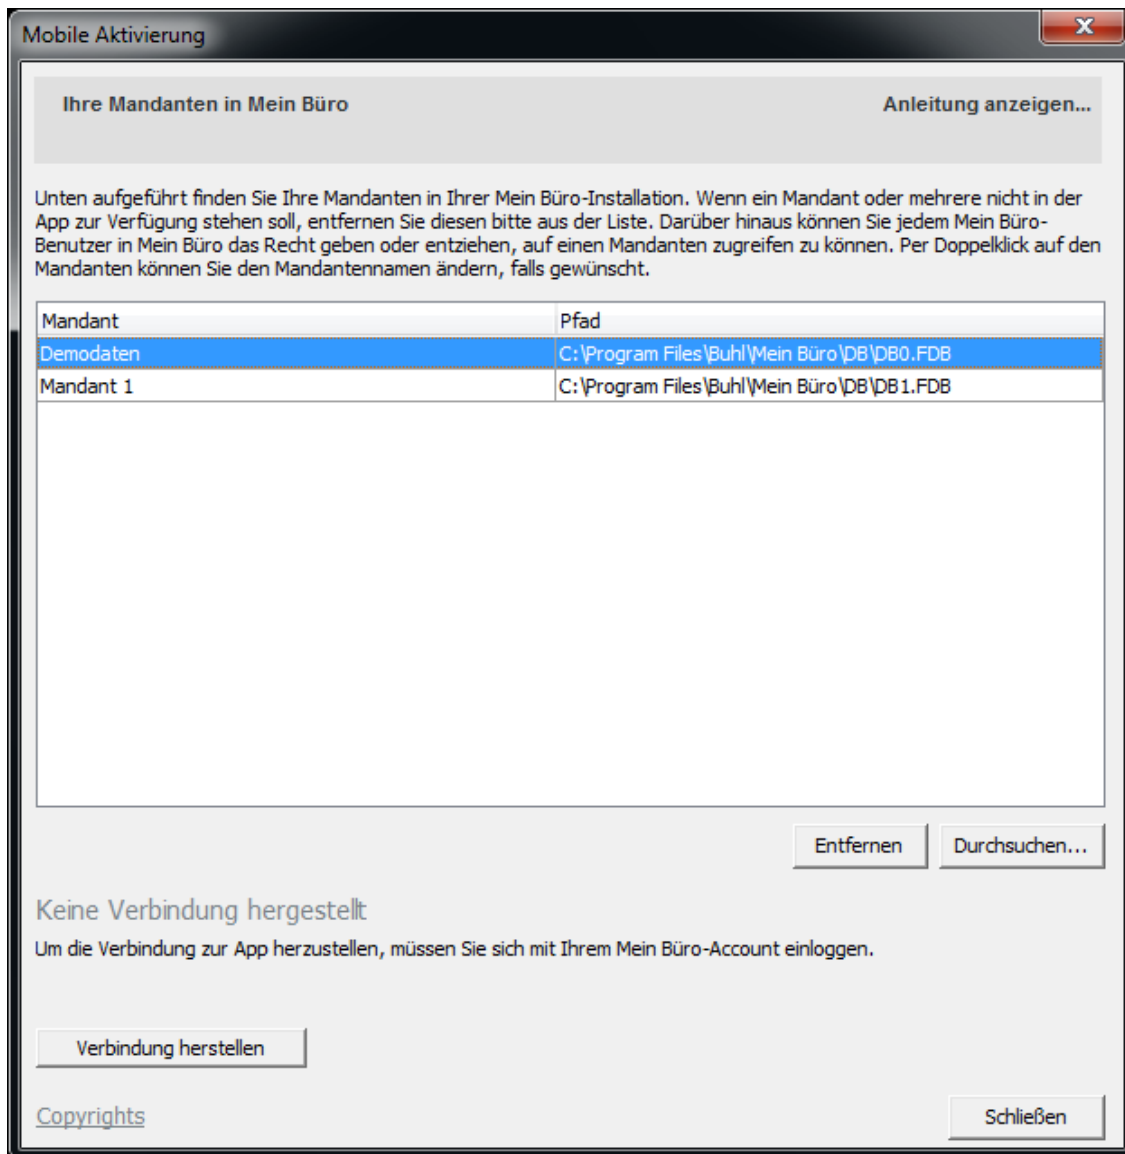 Mobile Aktivierung
Ihre Mandanten in Mein Büro
Anleitung anzeigen...
Unten aufgeführt finden Sie Ihre Mandanten in Ihrer Mein Büro-Installation. Wenn ein Mandant oder mehrere nicht in der
App zur Verfügung stehen soll, entfernen Sie diesen bitte aus der Liste. Darüber hinaus können Sie jedem Mein Büro-
Benutzer in Mein Büro das Recht geben oder entziehen, auf einen Mandanten zugreifen zu können. Per Doppelklick auf den
Mandanten können Sie den Mandantennamen ändern, falls gewünscht.
Mandant Pfad
Demodaten C:\Program Files\Buhl\Mein Büro\DB\DB0.FDB
Mandant 1 C:\Program Files\Buhl\Mein Büro\DB\DB1.FDB
Entfernen Durchsuchen...
Keine Verbindung hergestellt
Um die Verbindung zur App herzustellen, müssen Sie sich mit Ihrem Mein Büro-Account einloggen.
Verbindung herstellen
Copyrights
Schließen